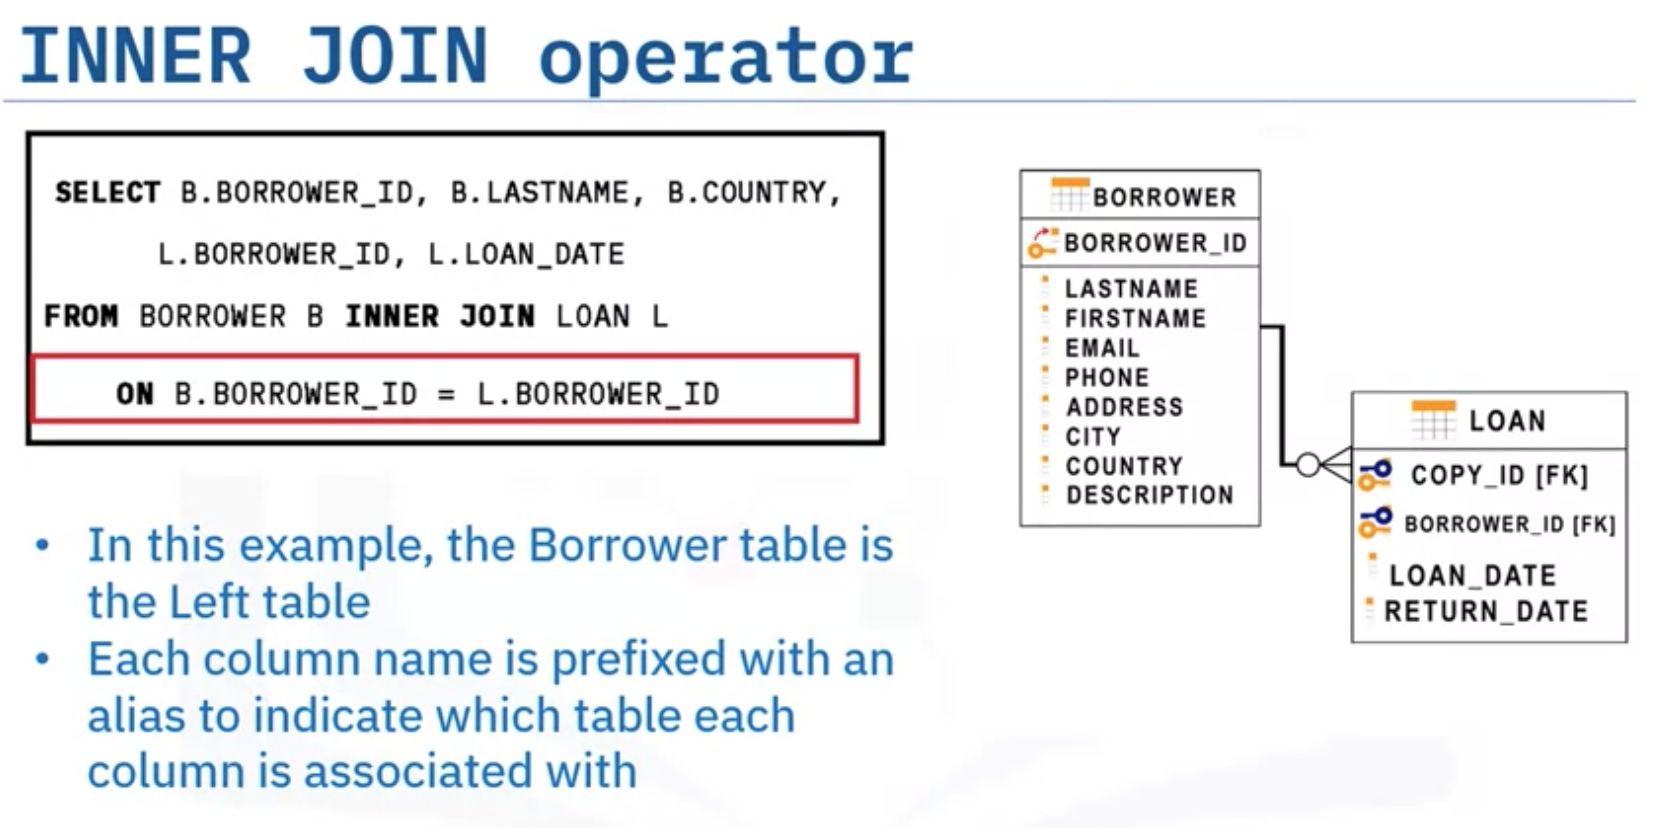 INNER JOIN operator
SELECT B.BORROWER_ID, B.LASTNAME, B.COUNTRY,
L.BORROWER_ID, L.LOAN_DATE
FROM BORROWER B INNER JOIN LOAN L
ON B.BORROWER_ID = L.BORROWER_ID
• In this example, the Borrower table is
the Left table
• Each column name is prefixed with an
alias to indicate which table each
column is associated with
BORROWER
BORROWER_ID
LASTNAME
FIRSTNAME
EMAIL
PHONE
ADDRESS
CITY
COUNTRY
DESCRIPTION
LOAN
COPY_ID [FK]
BORROWER_ID [FK]
LOAN_DATE
RETURN_DATE